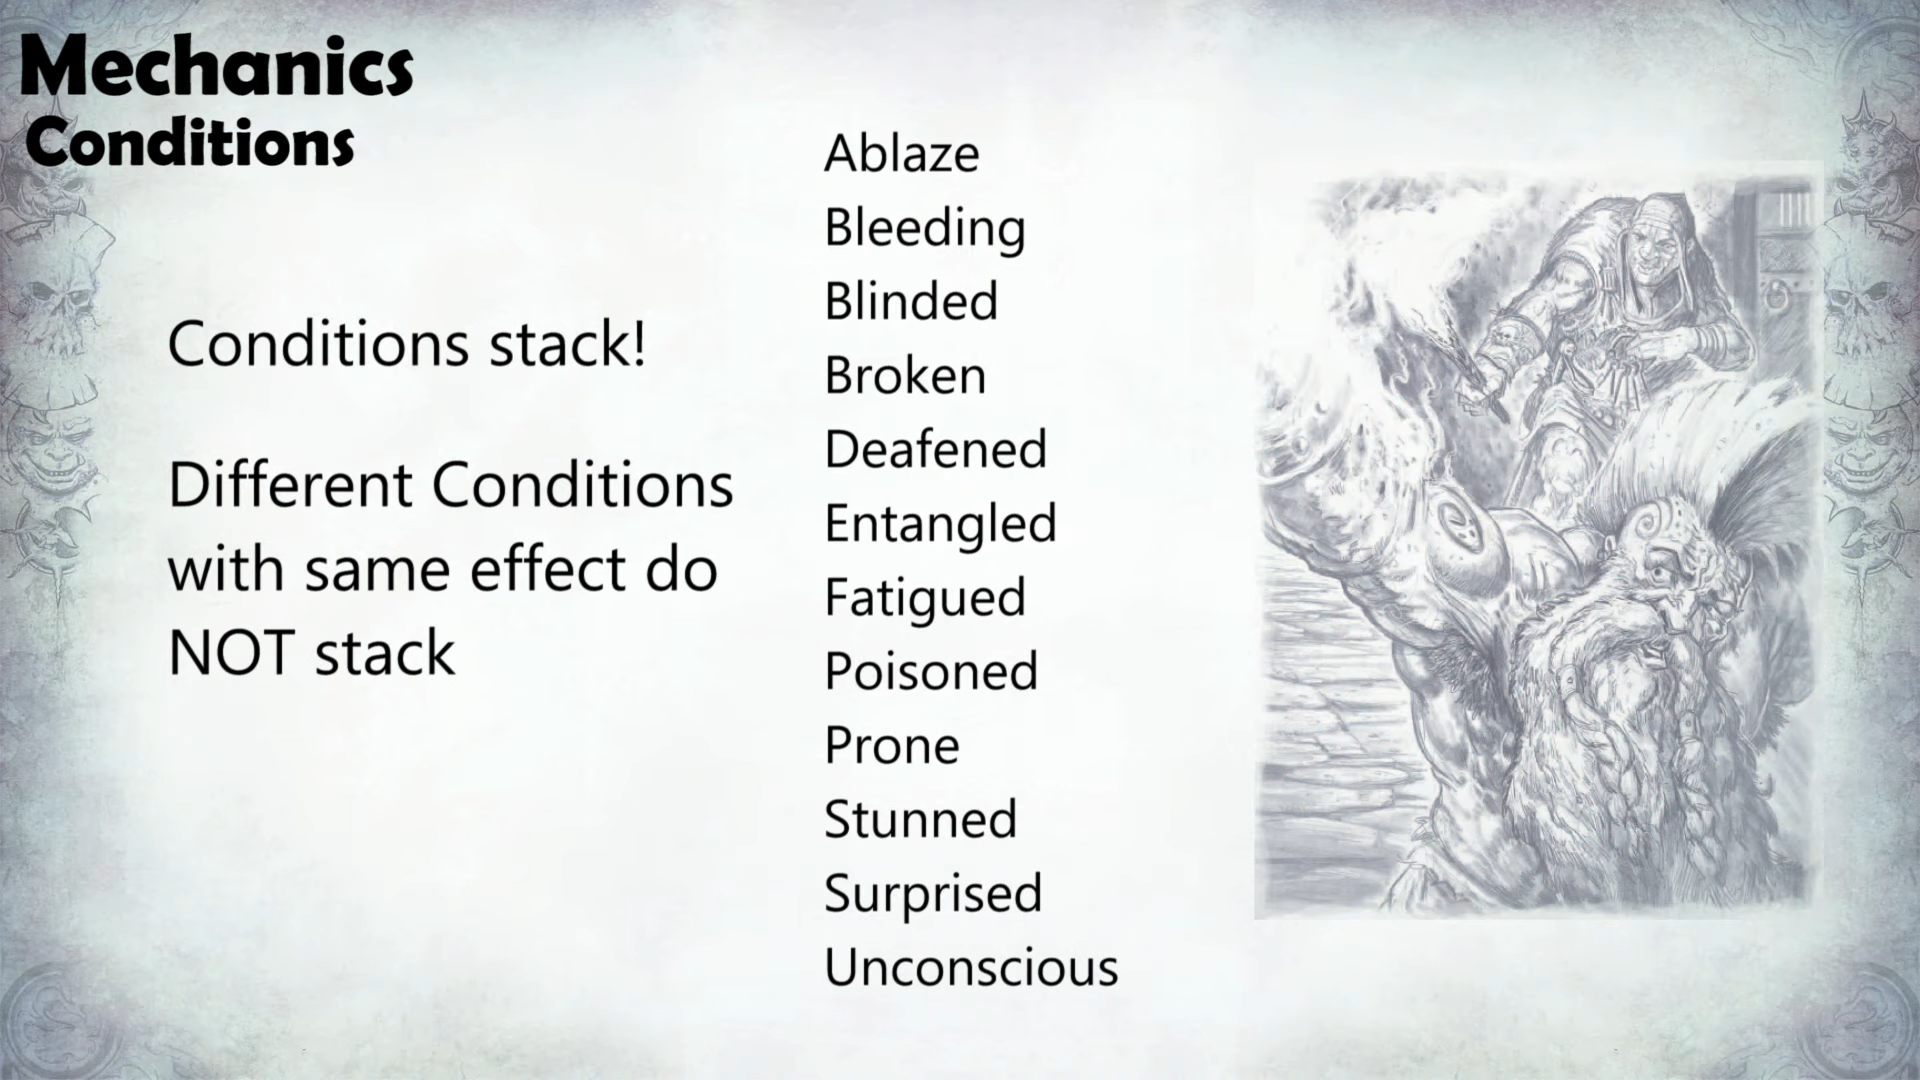 Mechanics
Conditions
Conditions stack!
Different Conditions
with same effect do
NOT stack
Ablaze
Bleeding
Blinded
Broken
Deafened
Entangled
Fatigued
Poisoned
Prone
Stunned
Surprised
Unconscious